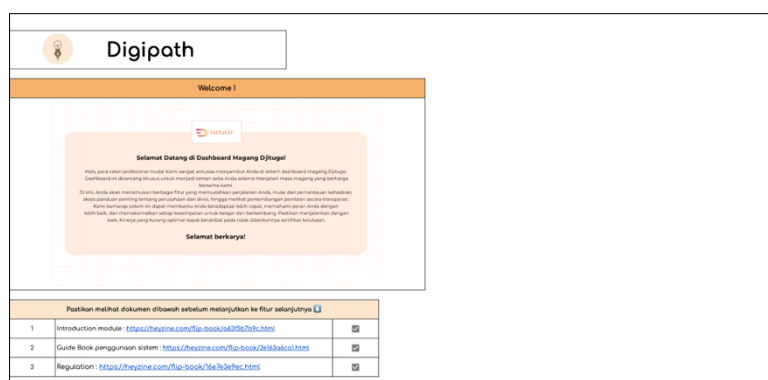 Digipath
Welcome !
DJITUGO
Selamat Datang di Dashboard Magang Djitugo!
Halo, para calon profesional muda! Kami sangat antusias menyambut Anda di sistem dashboard magang Djitugo.
Dashboard ini dirancang khusus untuk menjadi teman setia Anda selama menjalani masa magang yang berharga
bersama kami.
Di sini, Anda akan menemukan berbagai fitur yang memudahkan perjalanan Anda, mulai dari pemantauan kehadiran,
akses panduan penting tentang perusahaan dan divisi, hingga melihat perkembangan penilaian secara transparan.
Kami berharap sistem ini dapat membantu Anda beradaptasi lebih cepat, memahami peran Anda dengan
lebih baik, dan memaksimalkan setiap kesempatan untuk belajar dan berkembang. Pastikan menjalankan dengan
baik, Kinerja yang kurang optimal dapat berakibat pada tidak diberikannya sertifikat kelulusan.
Selamat berkarya!
Pastikan melihat dokumen dibawah sebelum melanjutkan ke fitur selanjutnya ⬇️
1 Introduction module : https://heyzine.com/flip-book/a63f5b7b9c.html
2 Guide Book penggunaan sistem : https://heyzine.com/flip-book/2e163a6ca1.html
3 Regulation : https://heyzine.com/flip-book/16e7e3e9ec.html